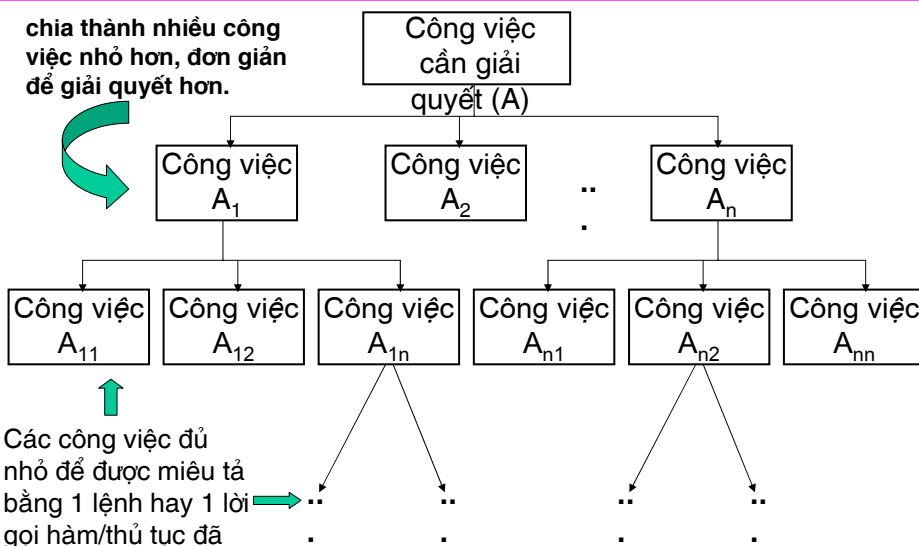 chia thành nhiều công
việc nhỏ hơn, đơn giản
để giải quyết hơn.
Công việc
cần giải
quyết (A)
Công việc
A₁
Công việc
A₂
...
Công việc
Aₙ
Công việc
A₁₁
Công việc
A₁₂
Công việc
A₁ₙ
Công việc
Aₙ₁
Công việc
Aₙ₂
Công việc
Aₙₙ
Các công việc đủ
nhỏ để được miêu tả
bằng 1 lệnh hay 1 lời
gọi hàm/thủ tục đã
...
...
...
...